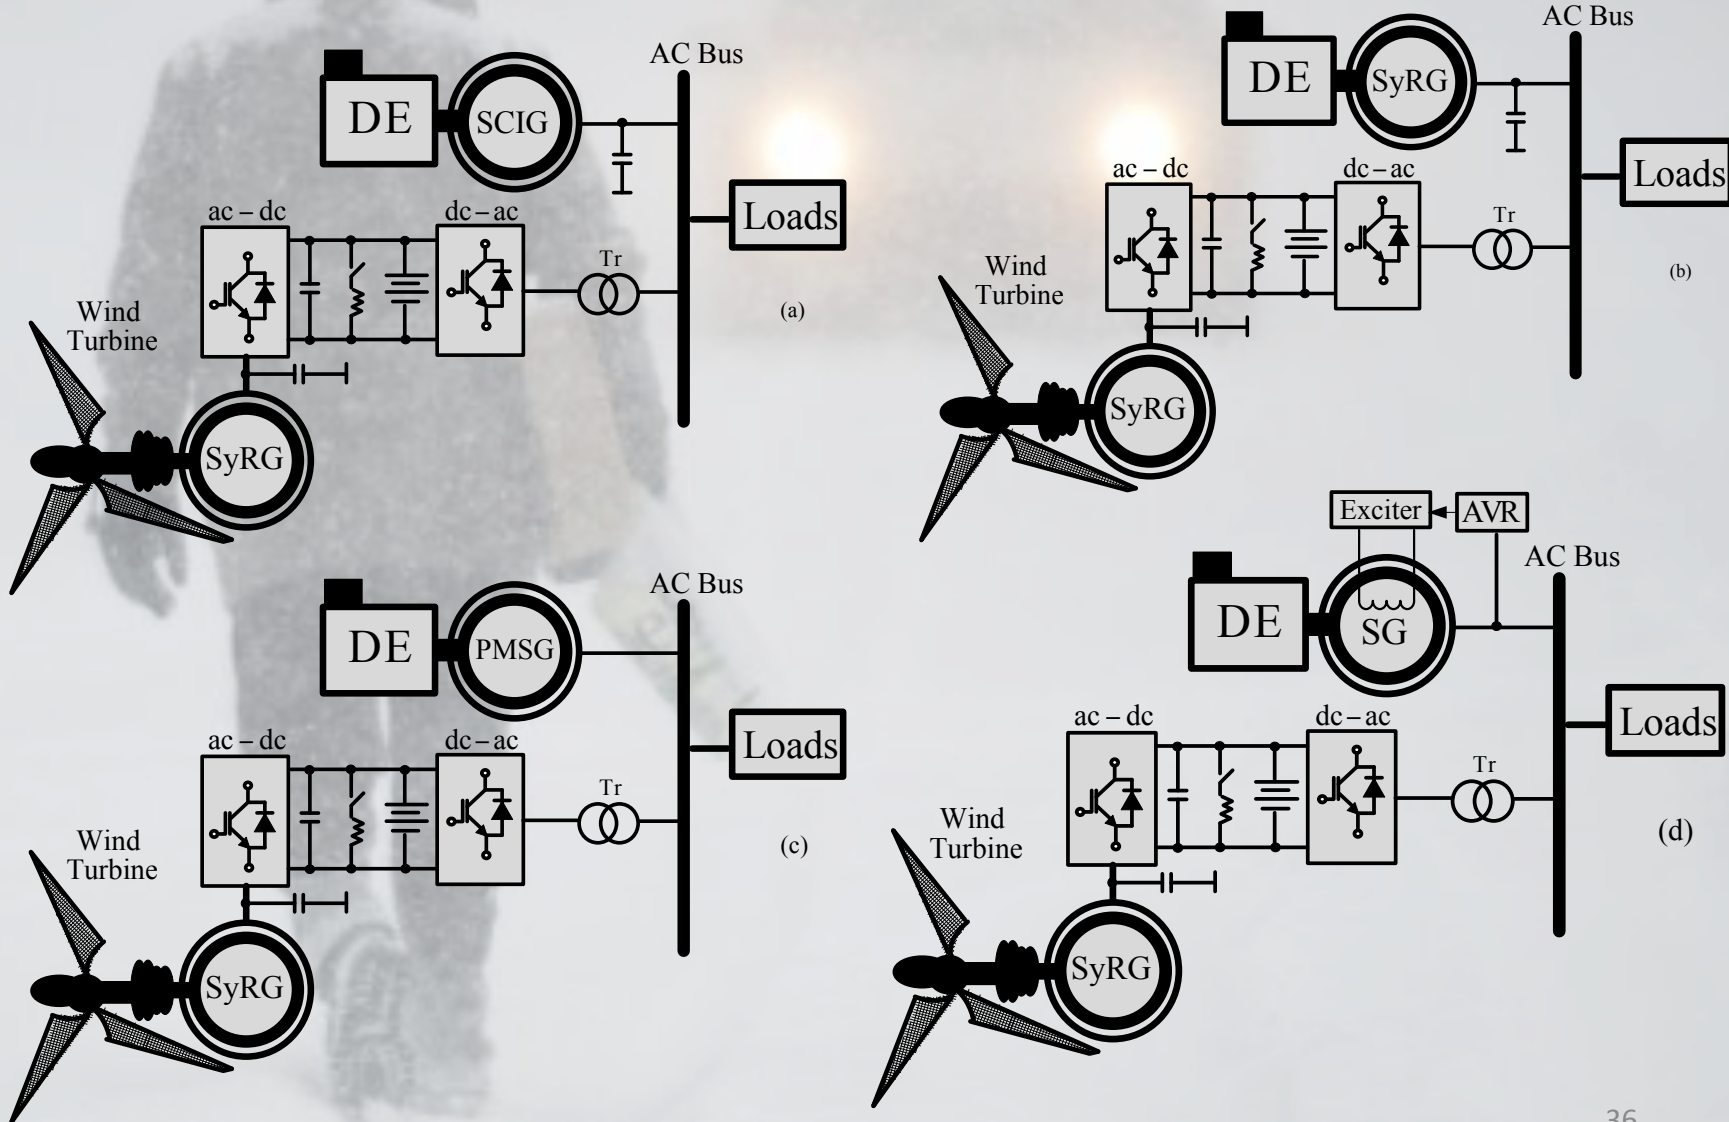 AC Bus
DE
SCIG
ac – dc
dc – ac
Loads
Tr
Wind
Turbine
(a)
SyRG
AC Bus
DE
SyRG
ac – dc
dc – ac
Loads
Tr
Wind
Turbine
(b)
SyRG
AC Bus
DE
PMSG
ac – dc
dc – ac
Loads
Tr
Wind
Turbine
(c)
SyRG
Exciter
AVR
AC Bus
DE
SG
ac – dc
dc – ac
Loads
Tr
Wind
Turbine
(d)
SyRG
36